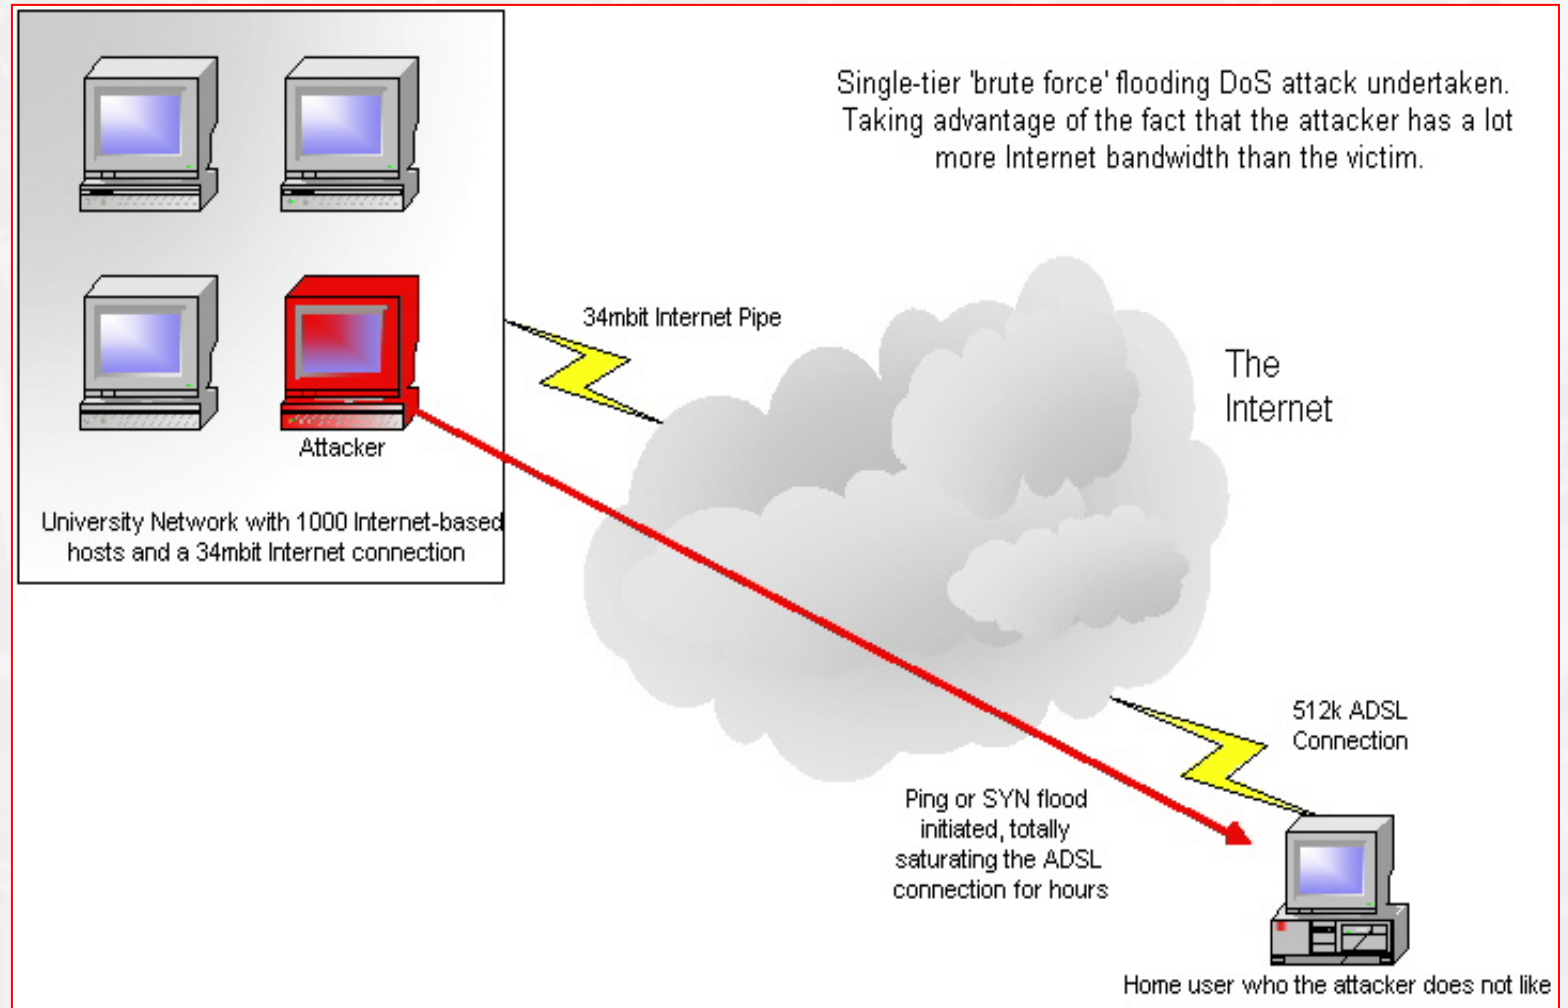 Single-tier 'brute force' flooding DoS attack undertaken.
Taking advantage of the fact that the attacker has a lot
more Internet bandwidth than the victim.
34mbit Internet Pipe
The
Internet
Attacker
University Network with 1000 Internet-based
hosts and a 34mbit Internet connection
512k ADSL
Connection
Ping or SYN flood
initiated, totally
saturating the ADSL
connection for hours
Home user who the attacker does not like